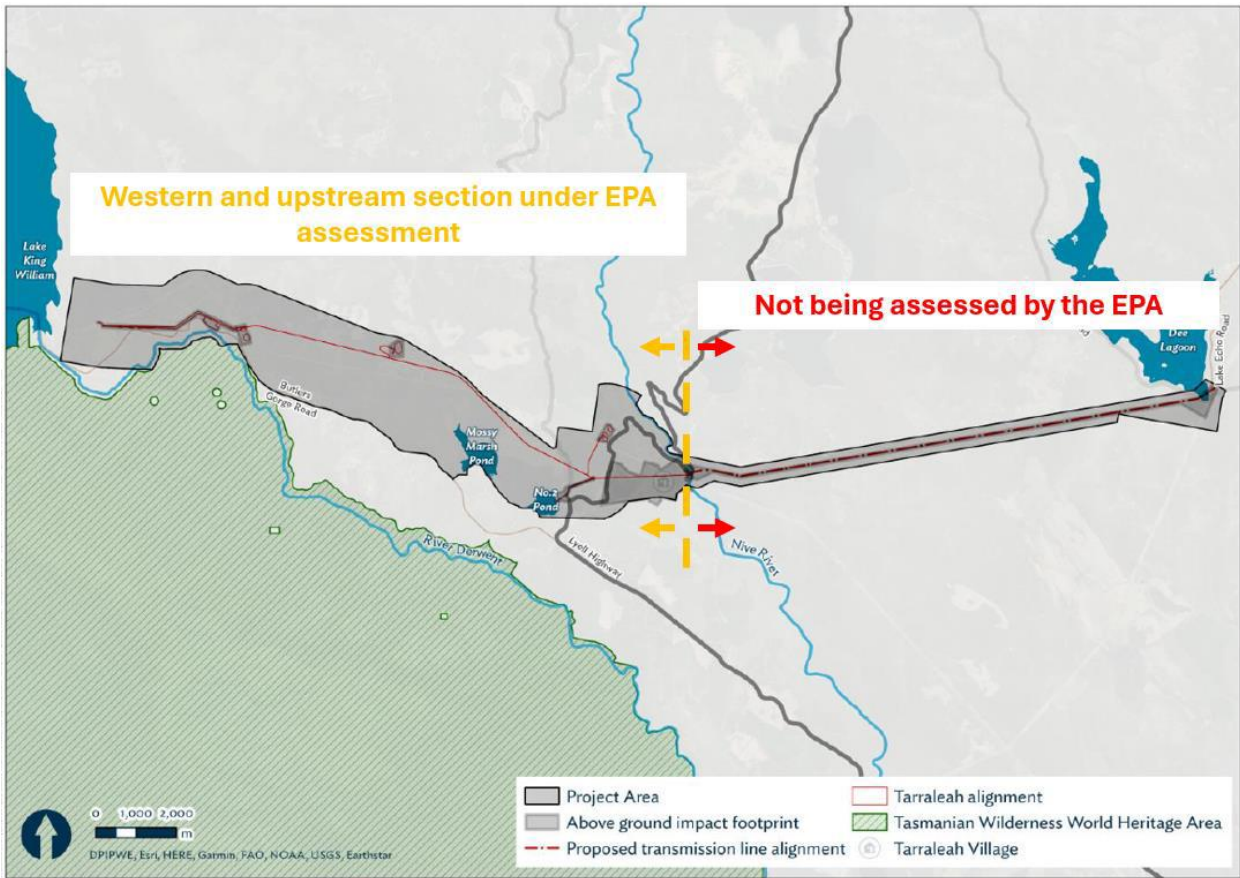 Western and upstream section under EPA
assessment
Lake
King
William
Not being assessed by the EPA
Dee
Lagoon
Lake Echo Road
Butlers
Gorge Road
Mossy
Marsh
Pond
No.2
Pond
River Derwent
Lyell Highway
Nive River
0 1,000 2,000
m
DPIPWE, Esri, HERE, Garmin, FAO, NOAA, USGS, Earthstar
Project Area
Above ground impact footprint
Proposed transmission line alignment
Tarraleah alignment
Tasmanian Wilderness World Heritage Area
Tarraleah Village